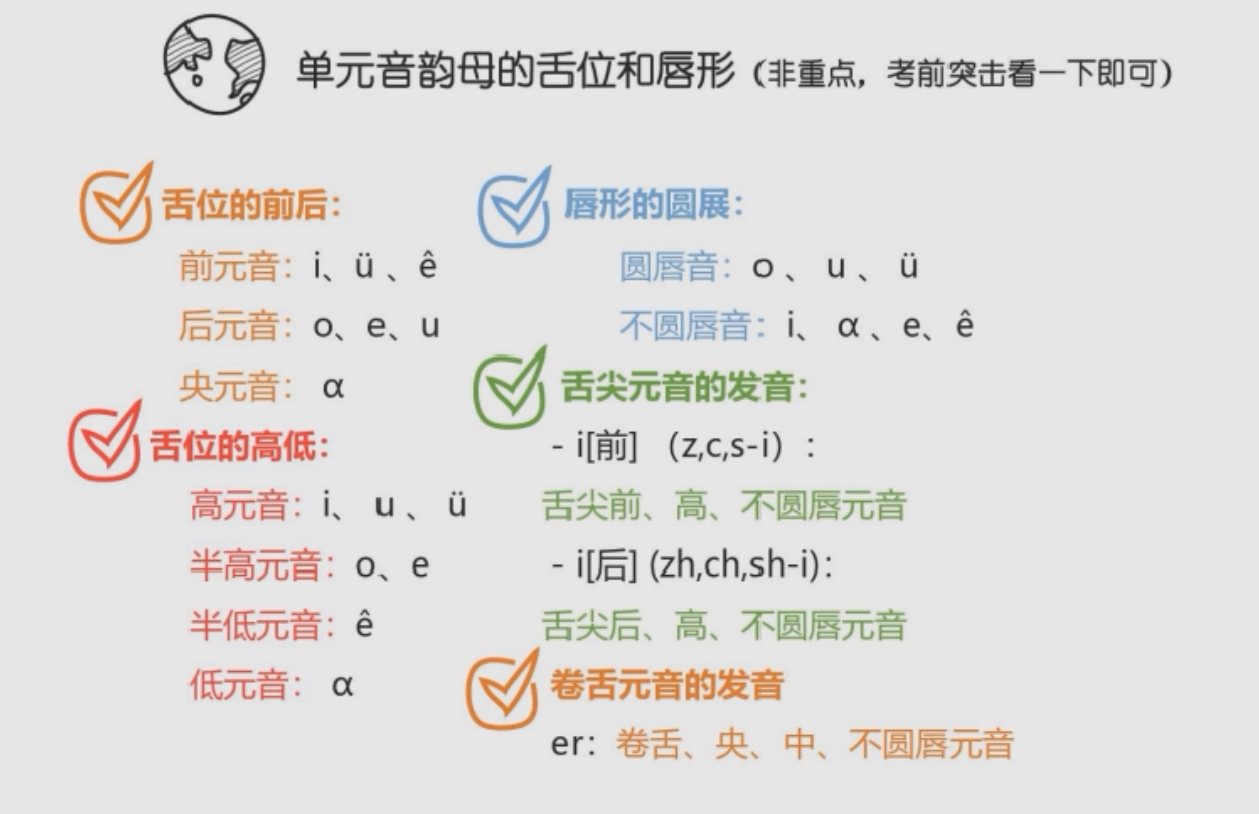 单元音韵母的舌位和唇形（非重点，考前突击看一下即可）
舌位的前后：
前元音：i、ü、ê
后元音：o、e、u
央元音：ɑ
舌位的高低：
高元音：i、u、ü
半高元音：o、e
半低元音：ê
低元音：ɑ
唇形的圆展：
圆唇音：o、u、ü
不圆唇音：i、ɑ、e、ê
舌尖元音的发音：
- i[前]（z,c,s-i）:
舌尖前、高、不圆唇元音
- i[后] (zh,ch,sh-i)：
舌尖后、高、不圆唇元音
卷舌元音的发音
er：卷舌、央、中、不圆唇元音